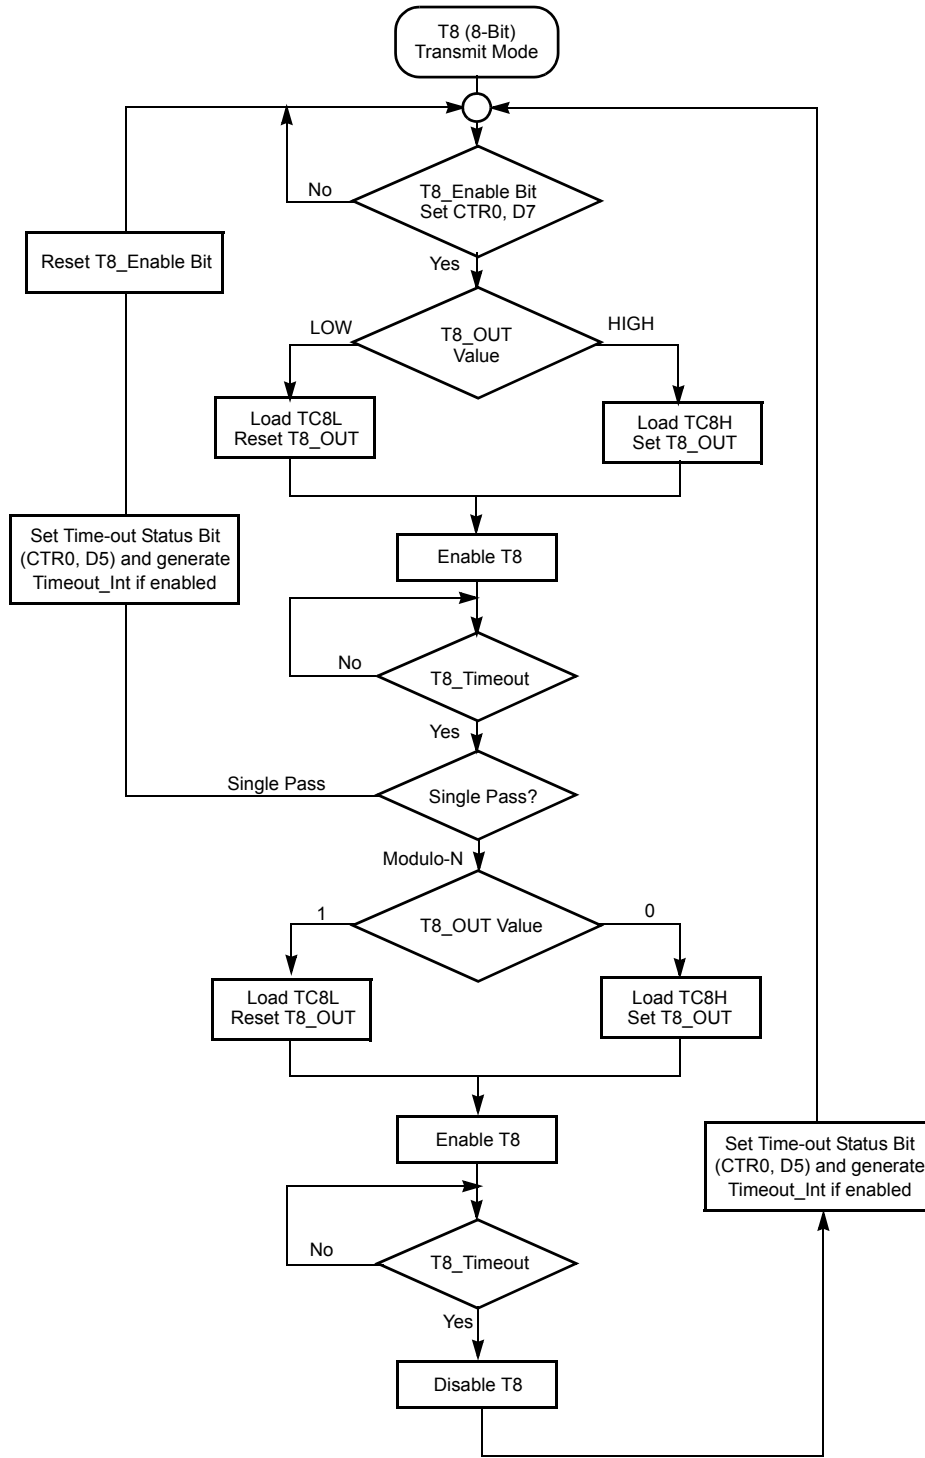 T8 (8-Bit)
Transmit Mode
No
T8_Enable Bit
Set CTR0, D7
Yes
Reset T8_Enable Bit
LOW
T8_OUT
Value
HIGH
Load TC8L
Reset T8_OUT
Load TC8H
Set T8_OUT
Set Time-out Status Bit
(CTR0, D5) and generate
Timeout_Int if enabled
Enable T8
No
T8_Timeout
Yes
Single Pass
Single Pass?
Modulo-N
1
T8_OUT Value
0
Load TC8L
Reset T8_OUT
Load TC8H
Set T8_OUT
Enable T8
Set Time-out Status Bit
(CTR0, D5) and generate
Timeout_Int if enabled
No
T8_Timeout
Yes
Disable T8